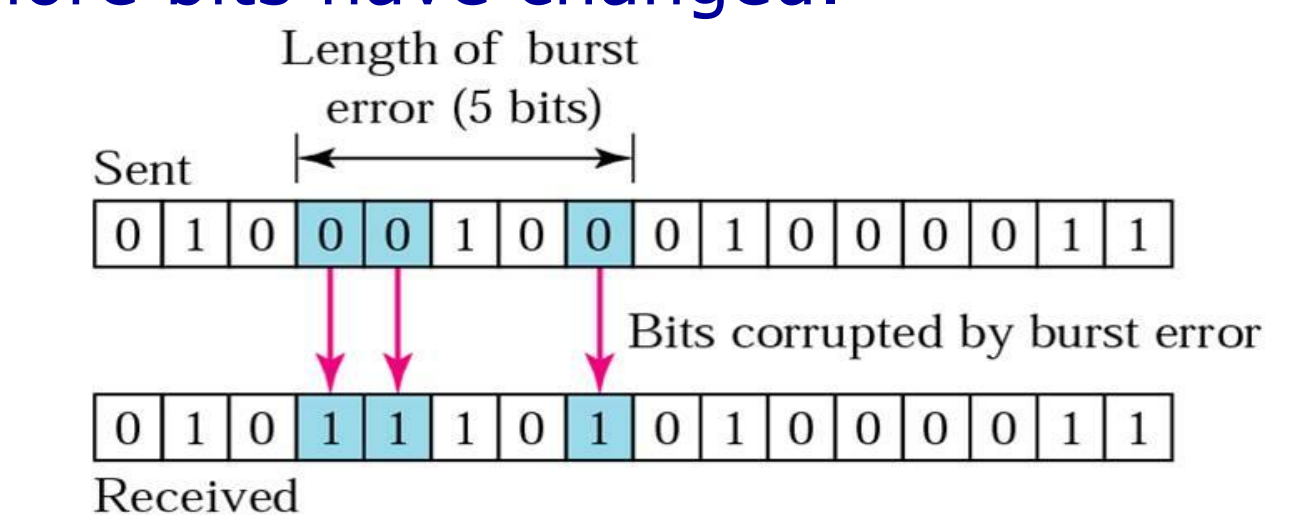 more bits have changed.
Length of burst
error (5 bits)
Sent
0 1 0 0 0 1 0 0 0 1 0 0 0 0 1 1
Bits corrupted by burst error
0 1 0 1 1 1 0 1 0 1 0 0 0 0 1 1
Received